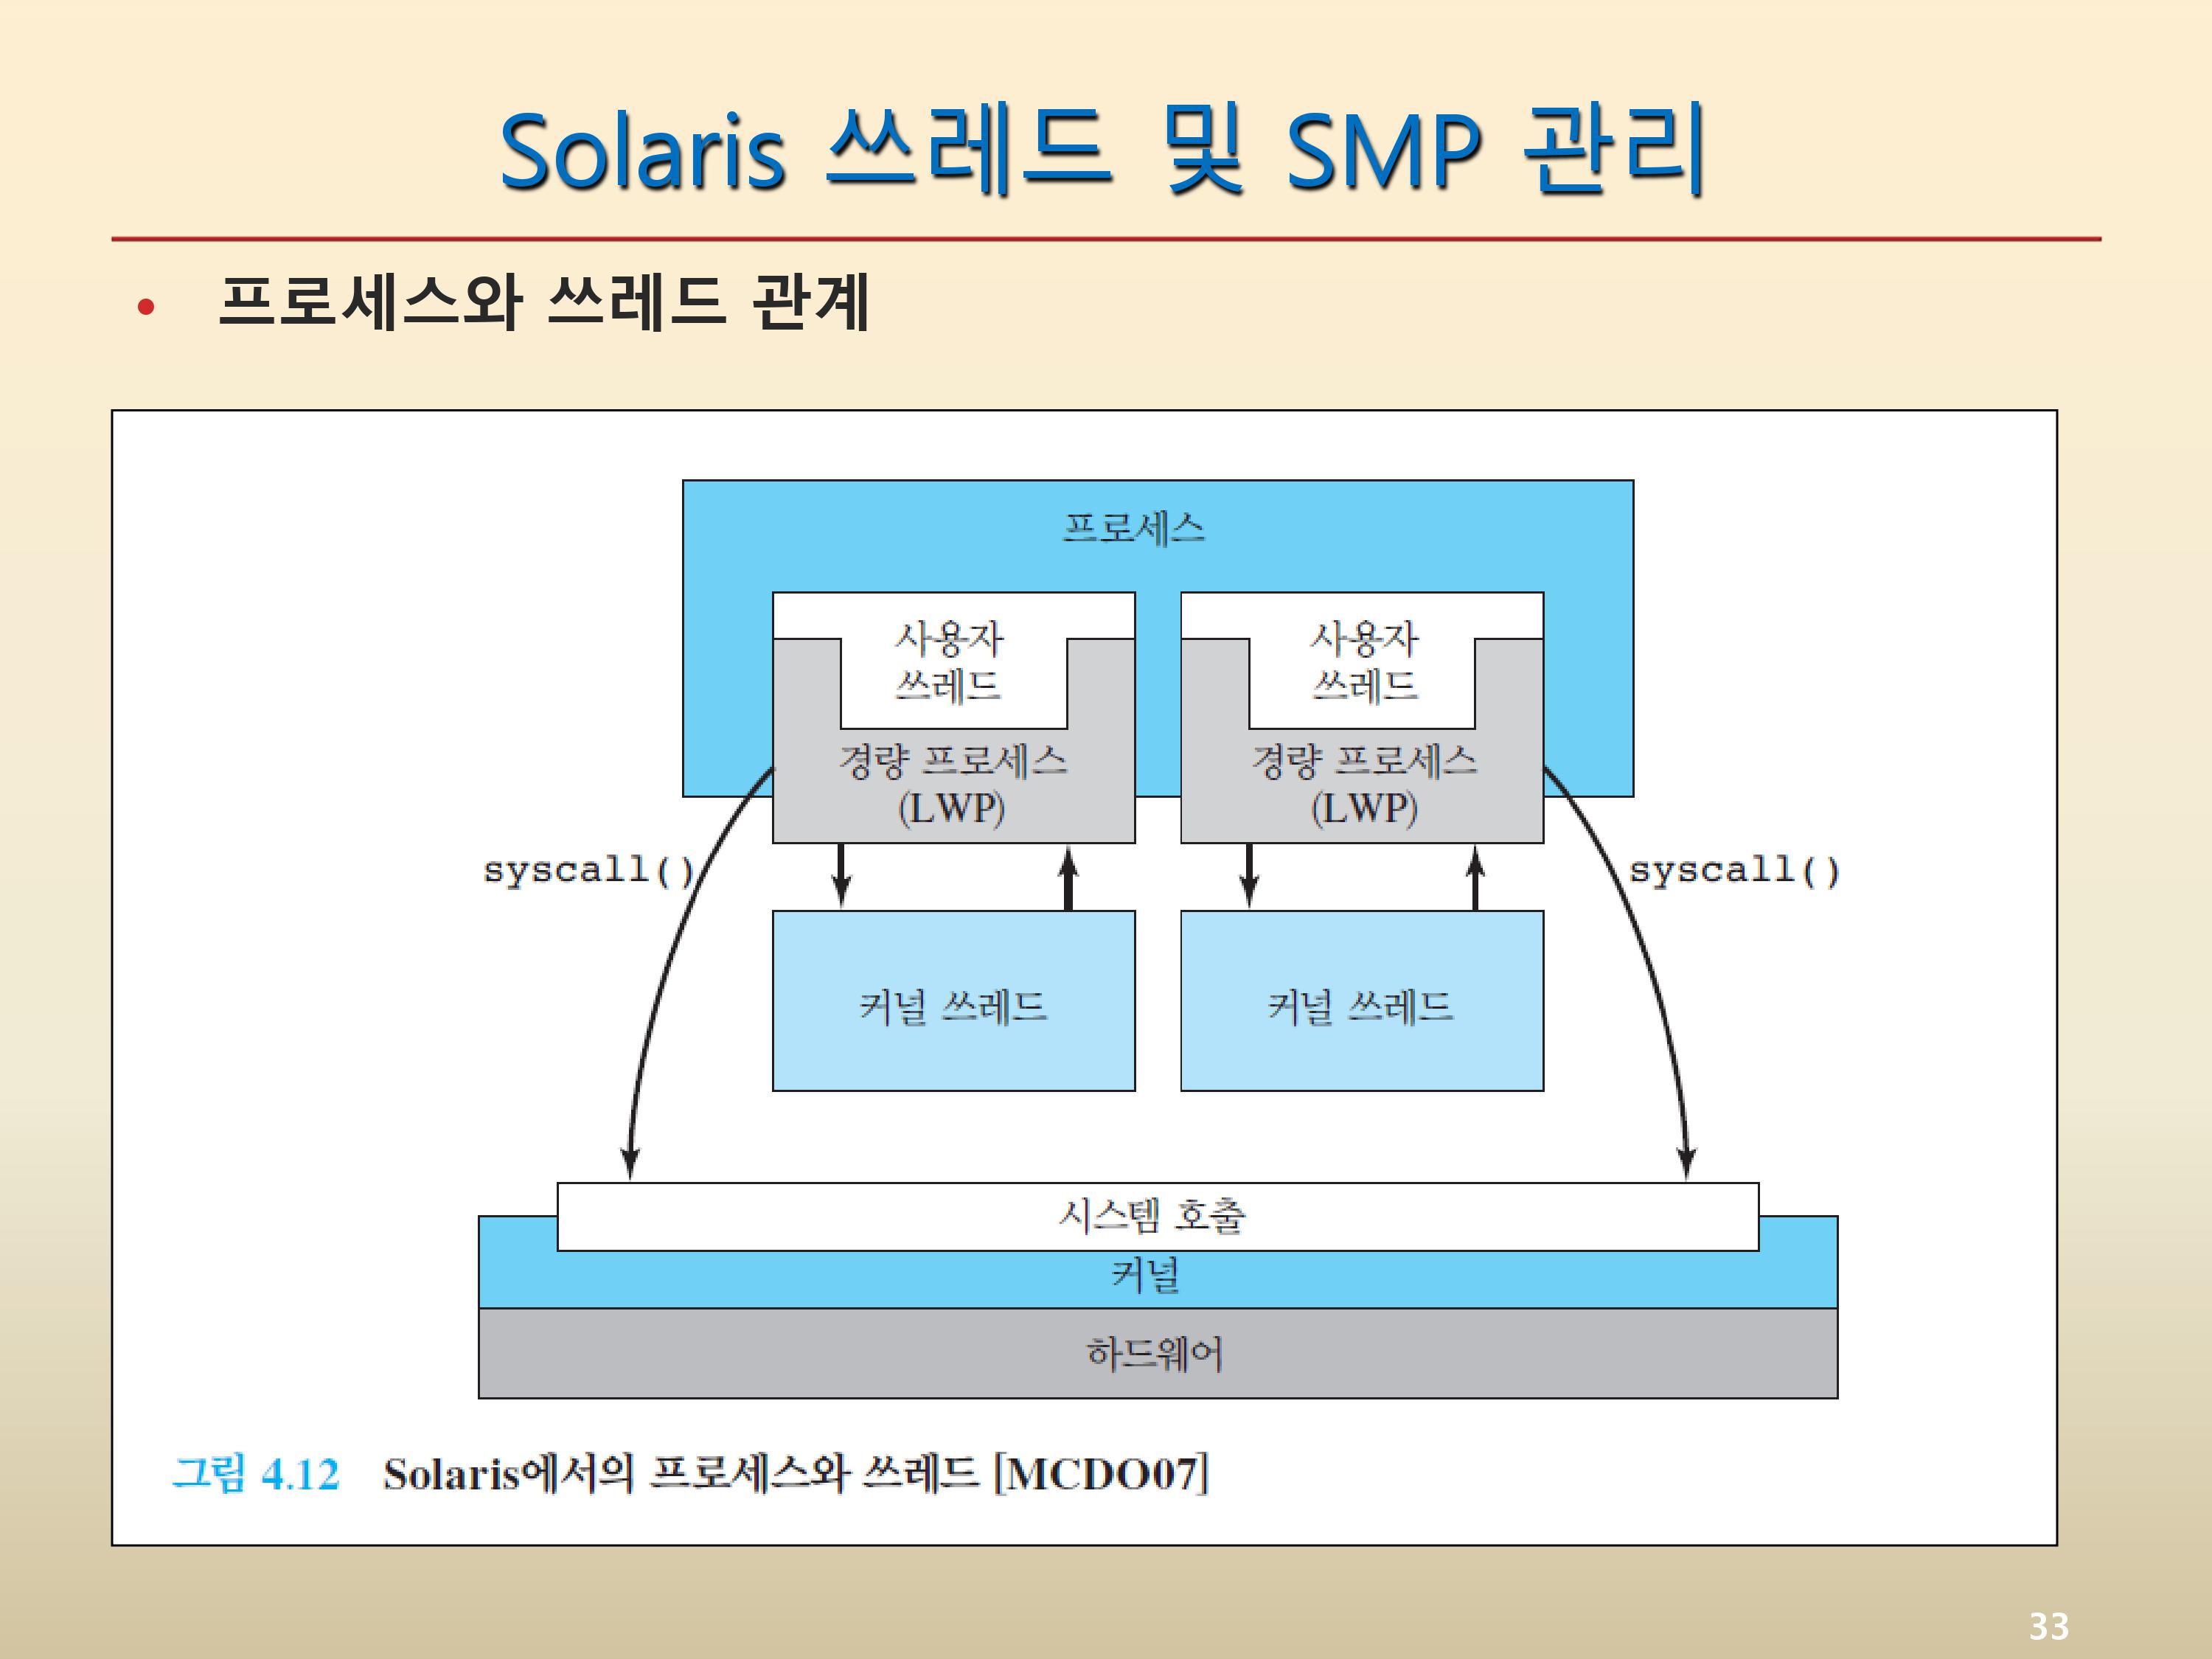 Solaris 쓰레드 및 SMP 관리
• 프로세스와 쓰레드 관계
프로세스
사용자
쓰레드
경량 프로세스
(LWP)
사용자
쓰레드
경량 프로세스
(LWP)
syscall()
syscall()
커널 쓰레드
커널 쓰레드
시스템 호출
커널
하드웨어
그림 4.12 Solaris에서의 프로세스와 쓰레드 [MCDO07]
33